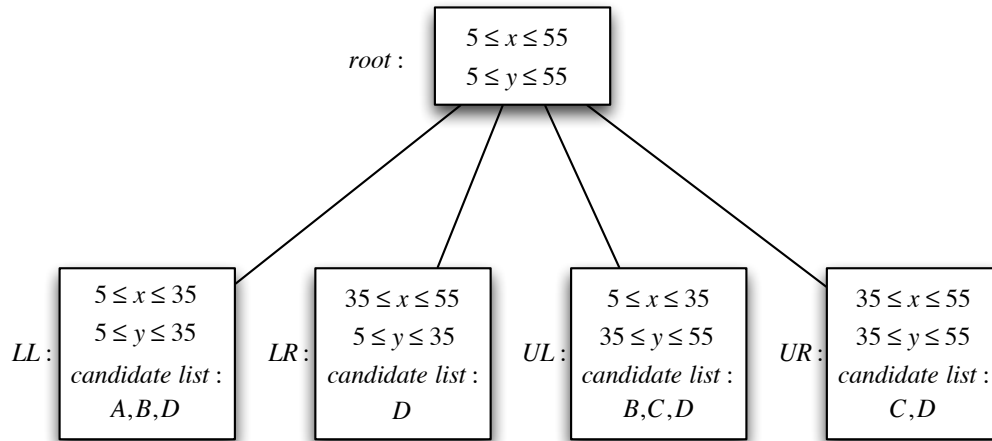 root :
5 ≤ x ≤ 55
5 ≤ y ≤ 55
LL :
5 ≤ x ≤ 35
5 ≤ y ≤ 35
candidate list :
A,B,D
LR :
35 ≤ x ≤ 55
5 ≤ y ≤ 35
candidate list :
D
UL :
5 ≤ x ≤ 35
35 ≤ y ≤ 55
candidate list :
B,C,D
UR :
35 ≤ x ≤ 55
35 ≤ y ≤ 55
candidate list :
C,D